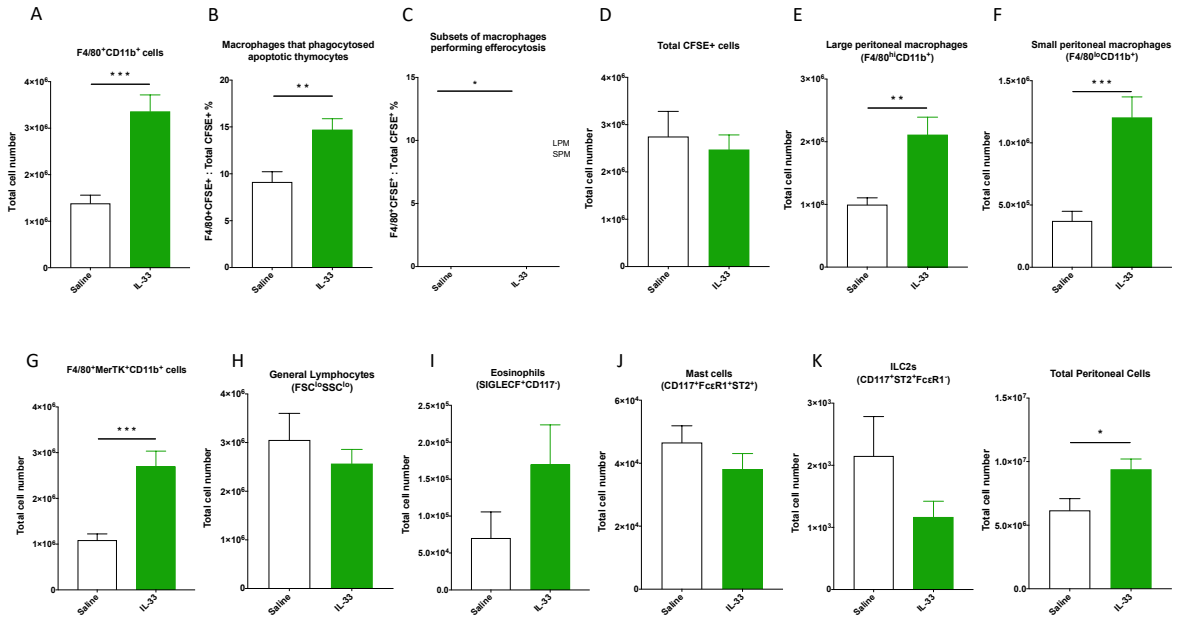 A
F4/80⁺CD11b⁺ cells
***
Total cell number
4×10⁶
3×10⁶
2×10⁶
1×10⁶
0
Saline
IL-33
B
Macrophages that phagocytosed
apoptotic thymocytes
**
F4/80+CFSE+ : Total CFSE+ %
20
15
10
5
0
Saline
IL-33
C
Subsets of macrophages
performing efferocytosis
*
F4/80⁺CFSE⁺ : Total CFSE⁺ %
15
10
5
0
LPM
SPM
Saline
IL-33
D
Total CFSE+ cells
Total cell number
4×10⁶
3×10⁶
2×10⁶
1×10⁶
0
Saline
IL-33
E
Large peritoneal macrophages
(F4/80ʰⁱCD11b⁺)
**
Total cell number
3×10⁶
2×10⁶
1×10⁶
0
Saline
IL-33
F
Small peritoneal macrophages
(F4/80ˡᵒCD11b⁺)
***
Total cell number
1.5×10⁶
1.0×10⁶
5.0×10⁵
0.0
Saline
IL-33
G
F4/80⁺MerTK⁺CD11b⁺ cells
***
Total cell number
4×10⁶
3×10⁶
2×10⁶
1×10⁶
0
Saline
IL-33
H
General Lymphocytes
(FSCˡᵒSSCˡᵒ)
Total cell number
4×10⁶
3×10⁶
2×10⁶
1×10⁶
0
Saline
IL-33
I
Eosinophils
(SIGLECF⁺CD117⁻)
Total cell number
2.5×10⁵
2.0×10⁵
1.5×10⁵
1.0×10⁵
5.0×10⁴
0.0
Saline
IL-33
J
Mast cells
(CD117⁺FcεR1⁺ST2⁺)
Total cell number
6×10⁴
4×10⁴
2×10⁴
0
Saline
IL-33
K
ILC2s
(CD117⁺ST2⁺FcεR1⁻)
Total cell number
3×10³
2×10³
1×10³
0
Saline
IL-33
Total Peritoneal Cells
*
Total cell number
1.5×10⁷
1.0×10⁷
5.0×10⁶
0.0
Saline
IL-33